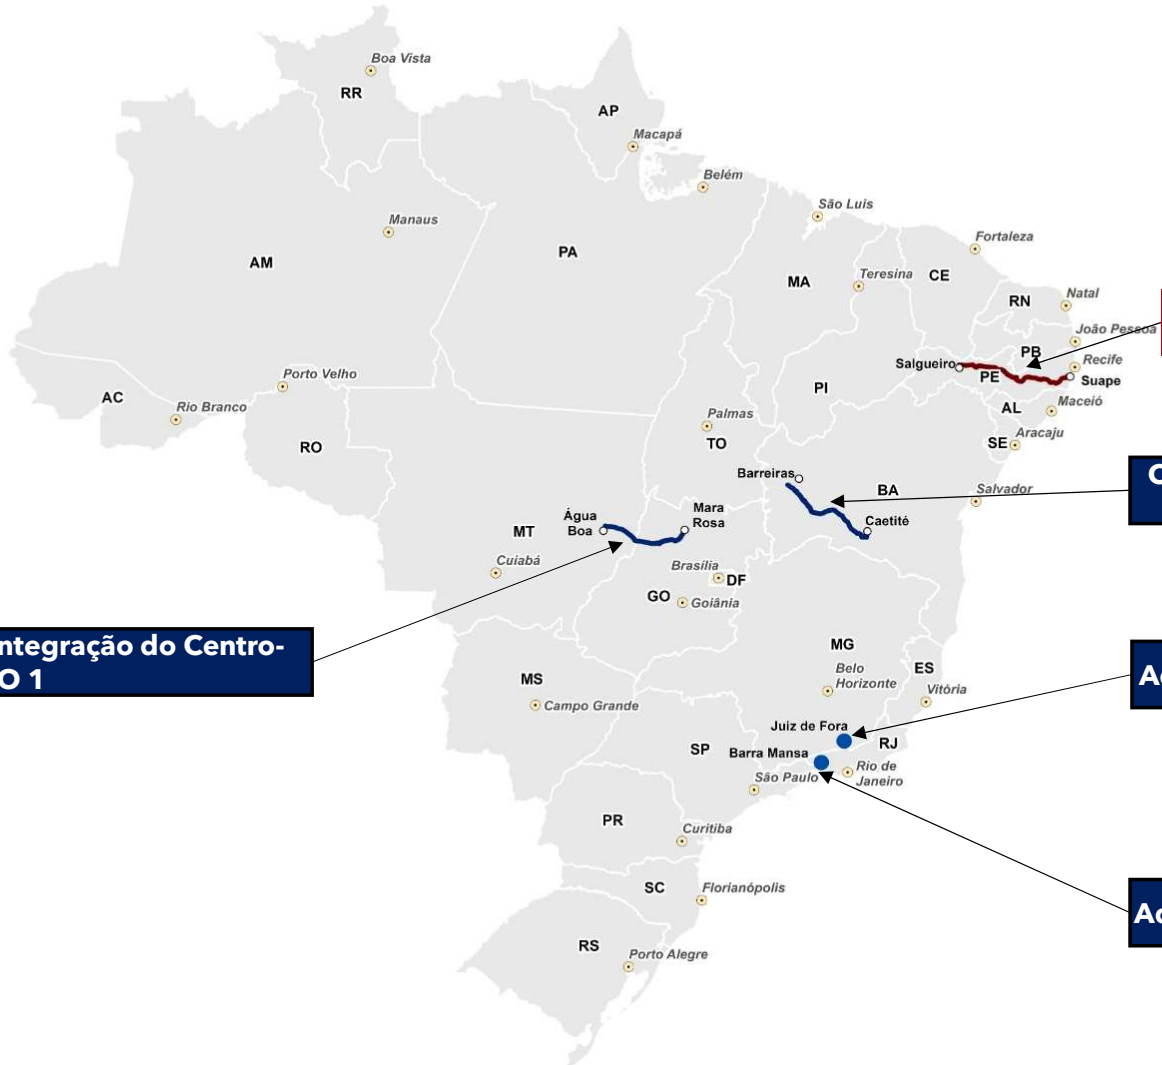 Boa Vista
RR
AP
Macapá
Belém
São Luis
Manaus
Fortaleza
PA
AM
CE
Teresina
MA
RN
Natal
João Pessoa
PB
Salgueiro
Recife
Porto Velho
PE
Suape
PI
AC
Maceió
Rio Branco
AL
Palmas
Aracaju
TO
SE
RO
Barreiras
BA
Salvador
Mara
Rosa
Água
Boa
Caetité
MT
Cuiabá
Brasília
DF
GO
Goiânia
ntegração do Centro-
O 1
MG
ES
Belo
Horizonte
MS
Vitória
Campo Grande
Juiz de Fora
RJ
SP
Barra Mansa
Rio de
Janeiro
São Paulo
PR
Curitiba
SC
Florianópolis
RS
Porto Alegre